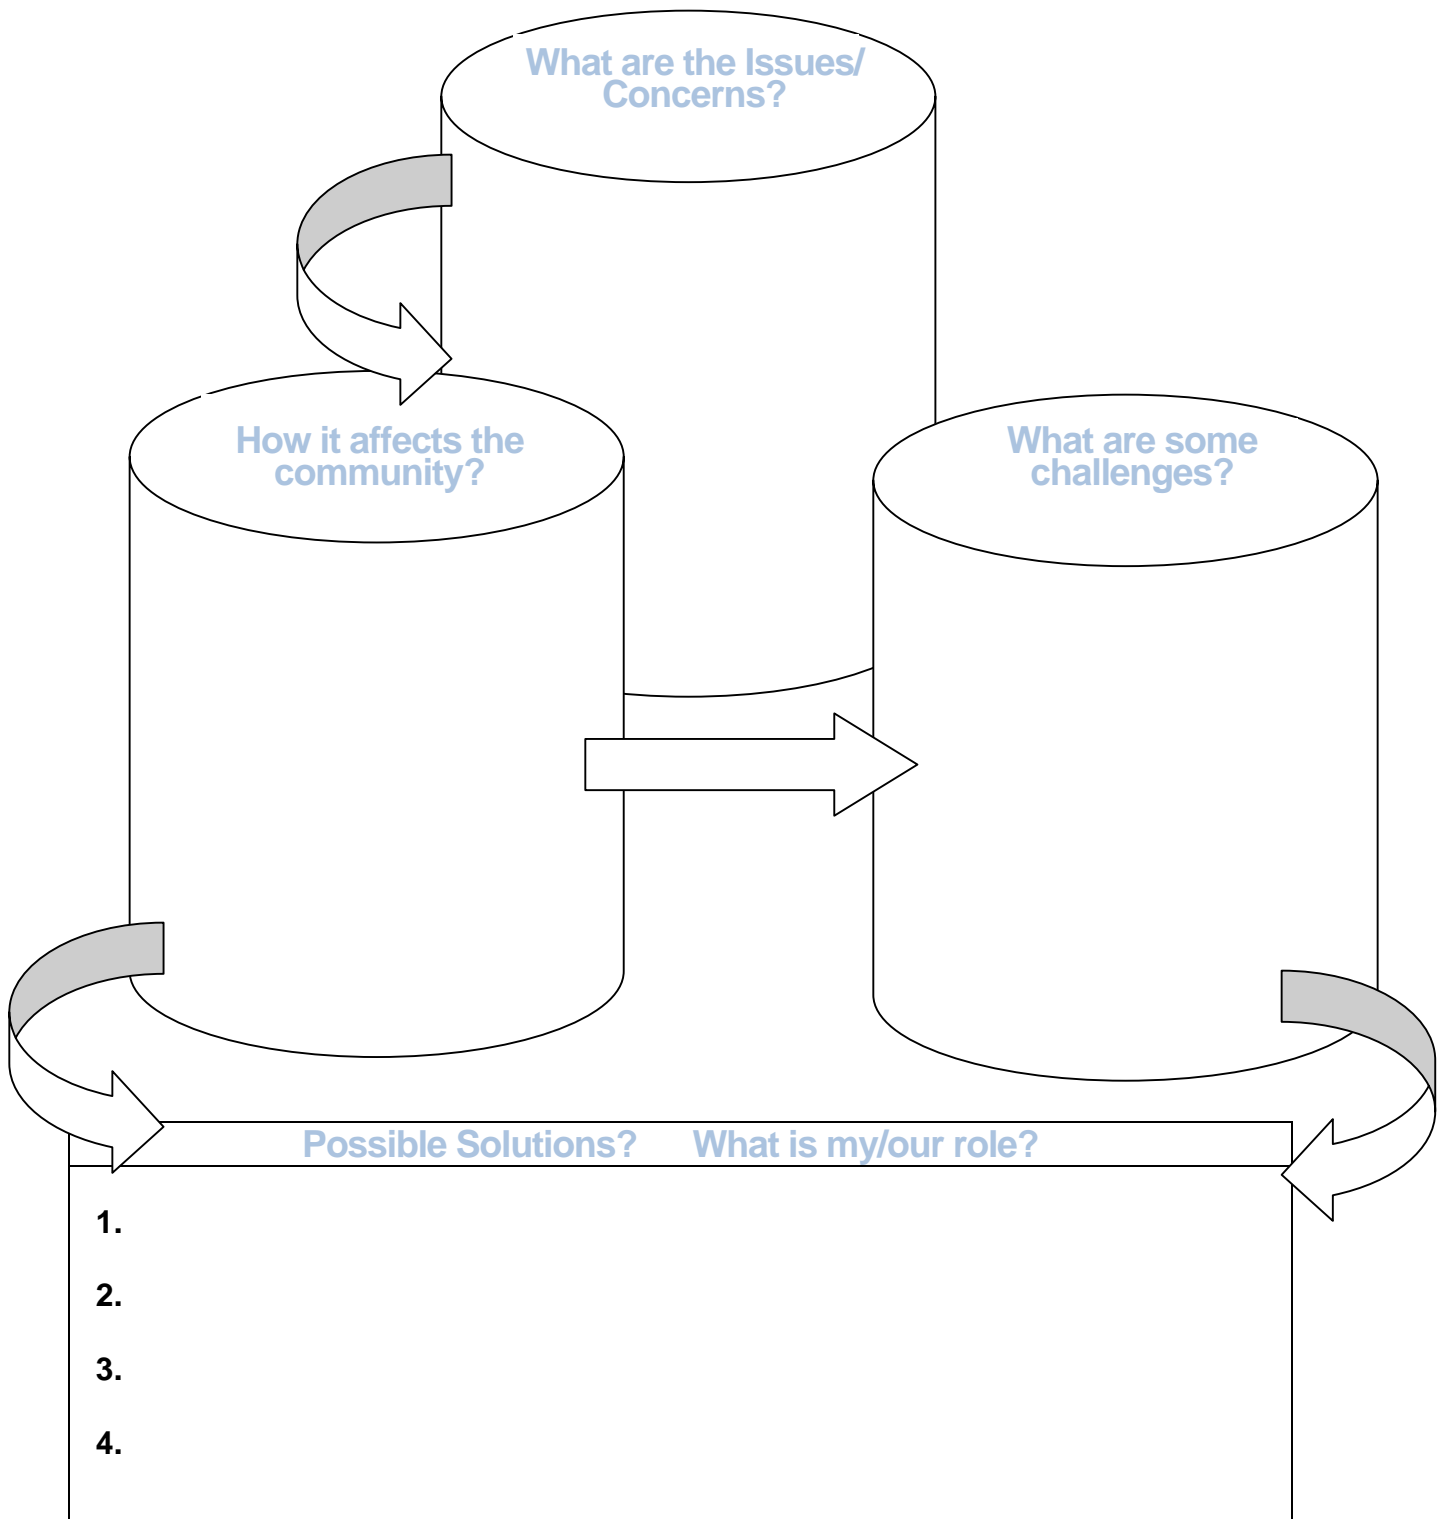 What are the Issues/
Concerns?
How it affects the
community?
What are some
challenges?
Possible Solutions? What is my/our role?
1.
2.
3.
4.